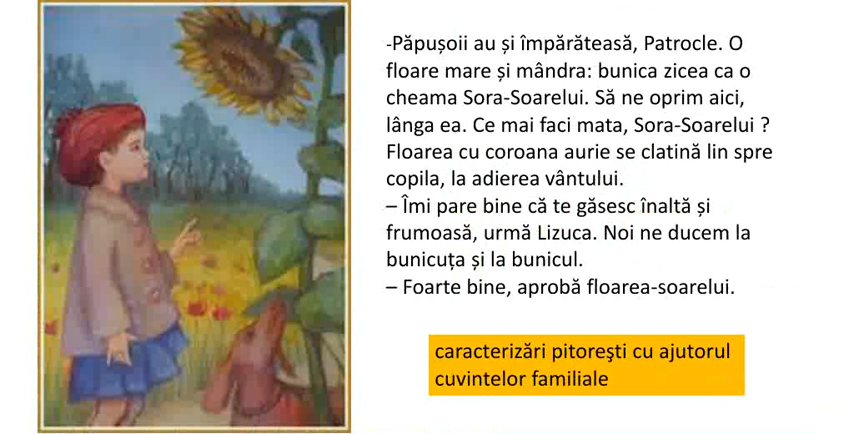 -Păpușoii au și împărăteasă, Patrocle. O
floare mare și mândra: bunica zicea ca o
cheama Sora-Soarelui. Să ne oprim aici,
lânga ea. Ce mai faci mata, Sora-Soarelui ?
Floarea cu coroana aurie se clatină lin spre
copila, la adierea vântului.
– Îmi pare bine că te găsesc înaltă și
frumoasă, urmă Lizuca. Noi ne ducem la
bunicuța și la bunicul.
– Foarte bine, aprobă floarea-soarelui.
caracterizări pitoreşti cu ajutorul
cuvintelor familiale